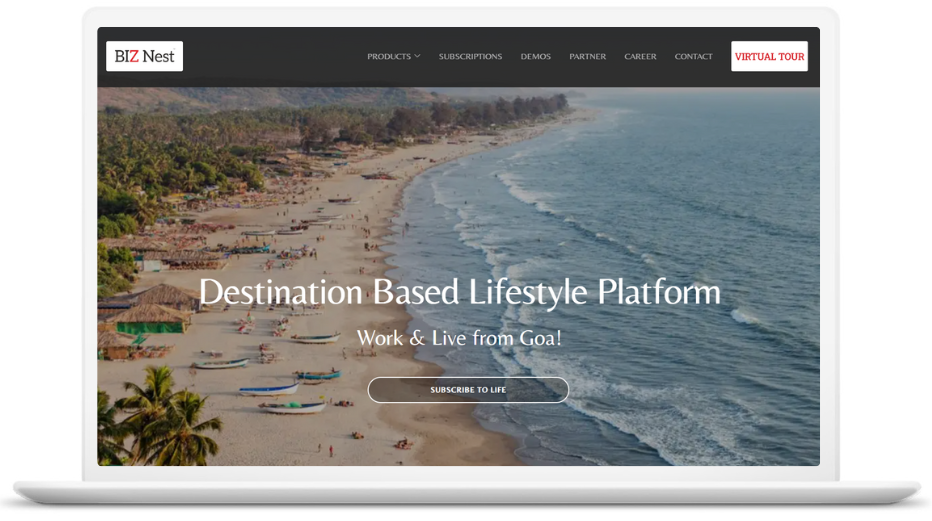 BIZ Nest
PRODUCTS SUBSCRIPTIONS DEMOS PARTNER CAREER CONTACT VIRTUAL TOUR
Destination Based Lifestyle Platform
Work & Live from Goa!
SUBSCRIBE TO LIFE